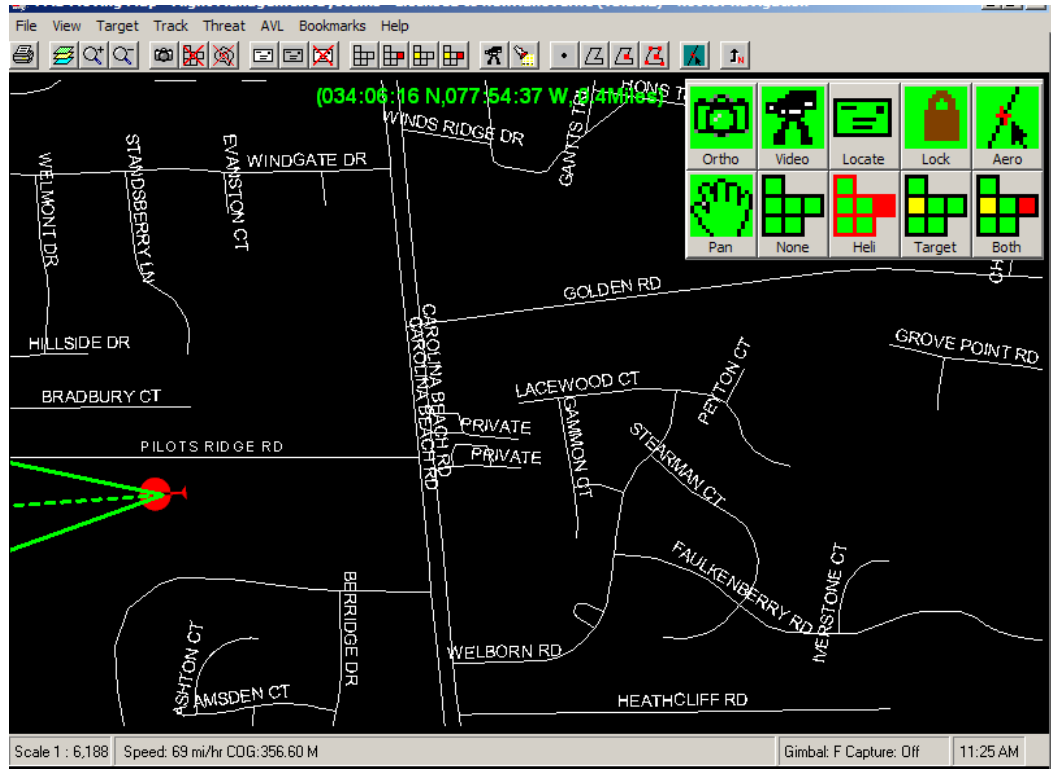 File View Target Track Threat AVL Bookmarks Help
(034:06:16 N,077:54:37 W,
Ortho Video Locate Lock Aero
Pan None Heli Target Both
WINDS RIDGE DR
WINDGATE DR
WELMONT DR
STANDSBERRY LN
EVANSTON CT
GOLDEN RD
HILLSIDE DR
GROVE POINT RD
CAROLINA BEACH RD
CAROLINA BEACH RD
LACEWOOD CT
PEYTON CT
BRADBURY CT
GAMMON CT
PRIVATE
STEARMAN CT
PILOTS RIDGE RD
PRIVATE
FAULKENBERRY RD
BERRIDGE DR
ASHTON CT
WELBORN RD
AMSDEN CT
HEATHCLIFF RD
Scale 1 : 6,188 Speed: 69 mi/hr COG:356.60 M Gimbal: F Capture: Off 11:25 AM